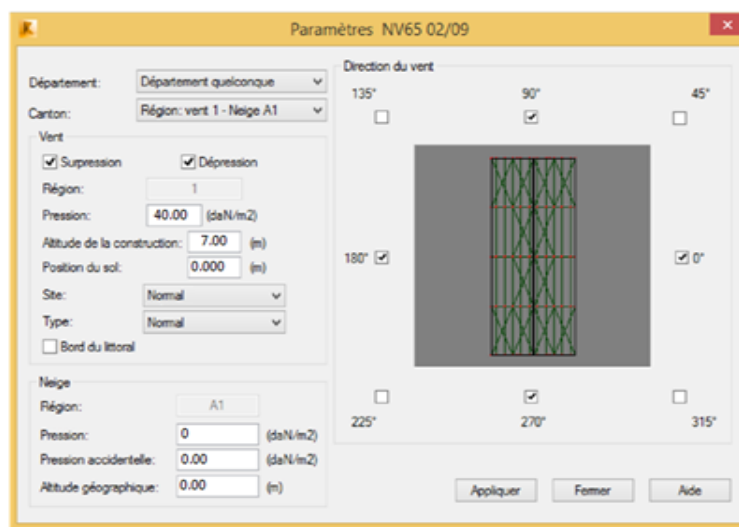 Paramètres NV65 02/09
Département: Département quelconque
Canton: Région: vent 1 - Neige A1
Vent
Surpression Dépression
Région: 1
Pression: 40.00 (daN/m2)
Altitude de la construction: 7.00 (m)
Position du sol: 0.000 (m)
Site: Normal
Type: Normal
Bord du littoral
Neige
Région: A1
Pression: 0 (daN/m2)
Pression accidentelle: 0.00 (daN/m2)
Altitude géographique: 0.00 (m)
Direction du vent
135° 90° 45°
180° 0°
225° 270° 315°
Appliquer Fermer Aide